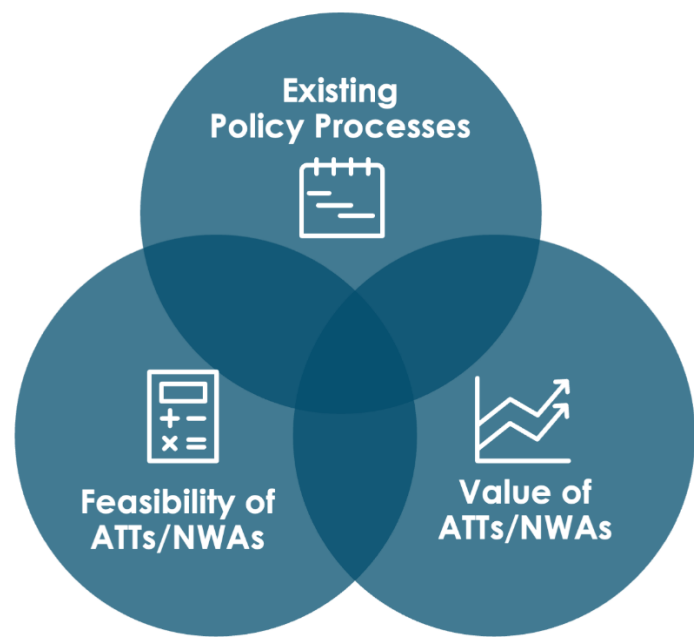 Existing
Policy Processes
Feasibility of
ATTs/NWAs
Value of
ATTs/NWAs